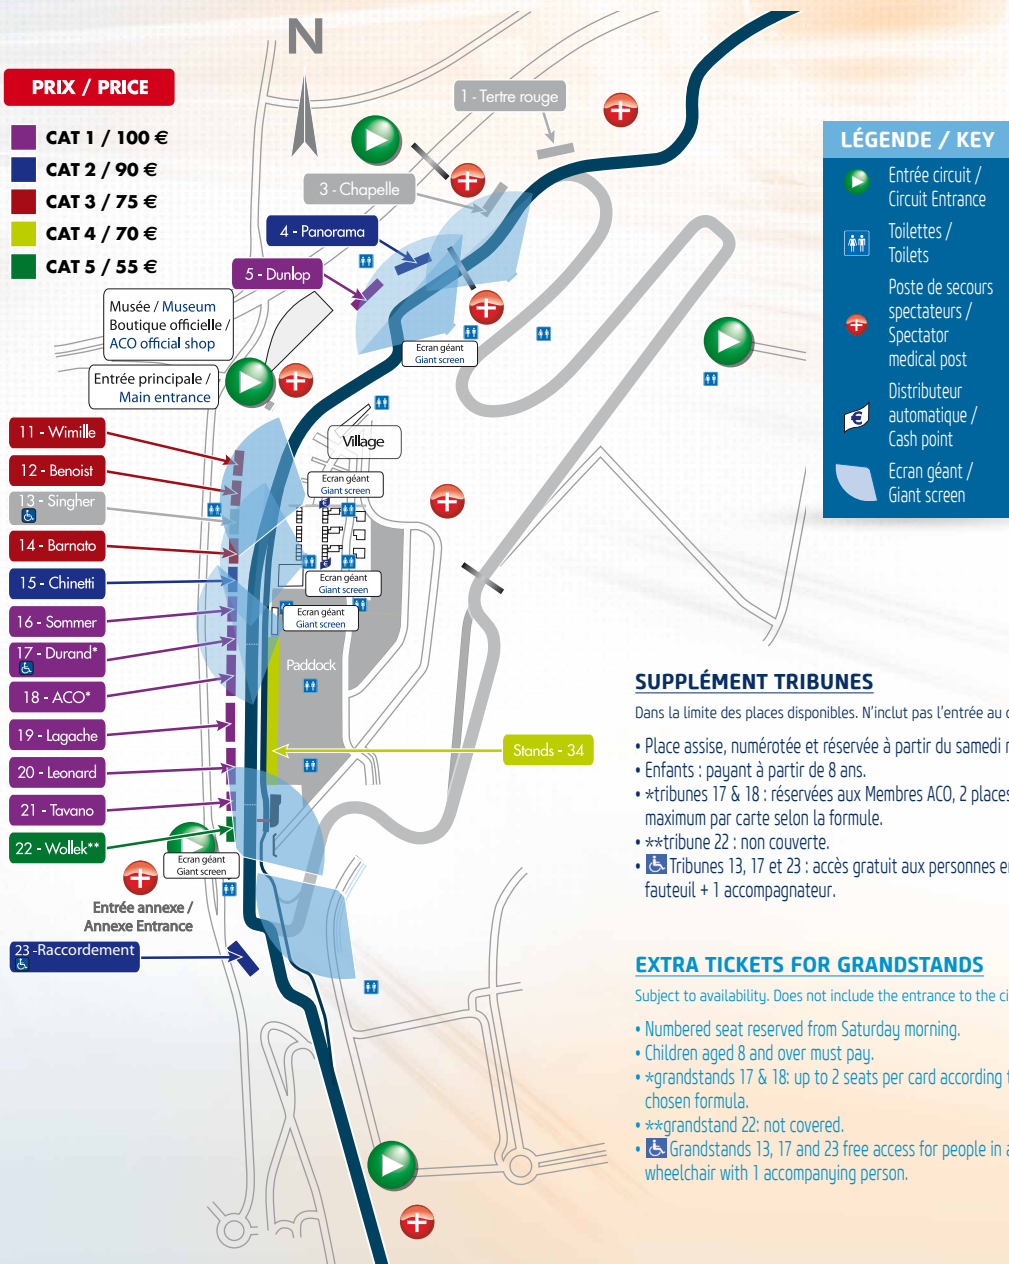 N
PRIX / PRICE
CAT 1 / 100 €
CAT 2 / 90 €
CAT 3 / 75 €
CAT 4 / 70 €
CAT 5 / 55 €
1 - Tertre rouge
3 - Chapelle
4 - Panorama
5 - Dunlop
Musée / Museum
Boutique officielle /
ACO official shop
Entrée principale /
Main entrance
Ecran géant
Giant screen
Village
Ecran géant
Giant screen
€
€
Ecran géant
Giant screen
Ecran géant
Giant screen
Paddock
11 - Wimille
12 - Benoist
13 - Singher
14 - Barnato
15 - Chinetti
16 - Sommer
17 - Durand*
18 - ACO*
19 - Lagache
20 - Leonard
21 - Tavano
22 - Wollek**
Stands - 34
Ecran géant
Giant screen
Entrée annexe /
Annexe Entrance
23 -Raccordement
LÉGENDE / KEY
Entrée circuit /
Circuit Entrance
Toilettes /
Toilets
Poste de secours
spectateurs /
Spectator
medical post
€
Distributeur
automatique /
Cash point
Ecran géant /
Giant screen
SUPPLÉMENT TRIBUNES
Dans la limite des places disponibles. N'inclut pas l'entrée au
• Place assise, numérotée et réservée à partir du samedi
• Enfants : payant à partir de 8 ans.
• *tribunes 17 & 18 : réservées aux Membres ACO, 2 places
maximum par carte selon la formule.
• **tribune 22 : non couverte.
• Tribunes 13, 17 et 23 : accès gratuit aux personnes
fauteuil + 1 accompagnateur.
EXTRA TICKETS FOR GRANDSTANDS
Subject to availability. Does not include the entrance to the
• Numbered seat reserved from Saturday morning.
• Children aged 8 and over must pay.
• *grandstands 17 & 18: up to 2 seats per card according
chosen formula.
• **grandstand 22: not covered.
• Grandstands 13, 17 and 23 free access for people in
wheelchair with 1 accompanying person.